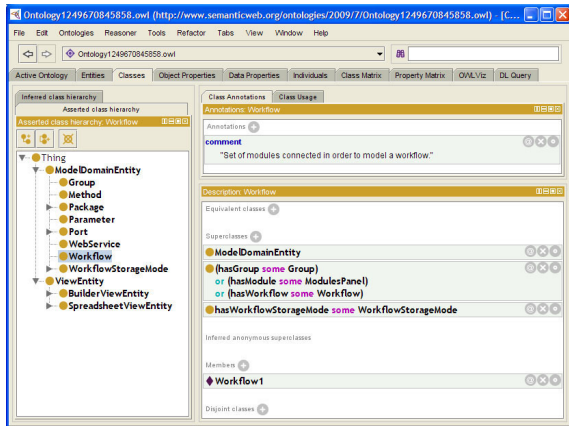 Ontology1249670845858.owl (http://www.semanticweb.org/ontologies/2009/7/Ontology1249670845858.owl) - [C...
File Edit Ontologies Reasoner Tools Refactor Tabs View Window Help
Ontology1249670845858.owl
Active Ontology Entities Classes Object Properties Data Properties Individuals Class Matrix Property Matrix OWLViz DL Query
Inferred class hierarchy
Asserted class hierarchy
Asserted class hierarchy: Workflow
Thing
ModelDomainEntity
Group
Method
Package
Parameter
Port
WebService
Workflow
WorkflowStorageMode
ViewEntity
BuilderViewEntity
SpreadsheetViewEntity
Class Annotations Class Usage
Annotations: Workflow
Annotations
comment
"Set of modules connected in order to model a workflow."
Description: Workflow
Equivalent classes
Superclasses
ModelDomainEntity
(hasGroup some Group)
or (hasModule some ModulesPanel)
or (hasWorkflow some Workflow)
hasWorkflowStorageMode some WorkflowStorageMode
Inferred anonymous superclasses
Members
Workflow1
Disjoint classes